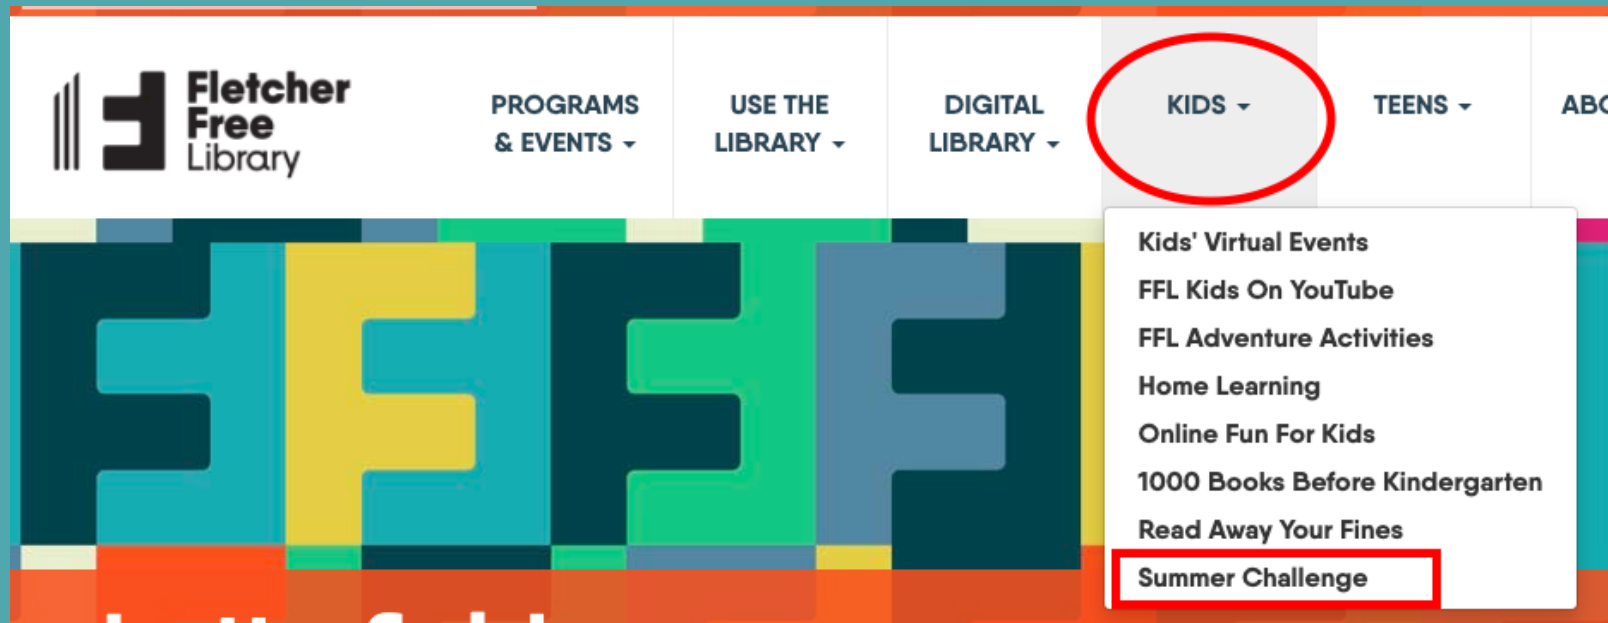 Fletcher
Free
Library
PROGRAMS
& EVENTS
USE THE
LIBRARY
DIGITAL
LIBRARY
KIDS
TEENS
Kids' Virtual Events
FFL Kids On YouTube
FFL Adventure Activities
Home Learning
Online Fun For Kids
1000 Books Before Kindergarten
Read Away Your Fines
Summer Challenge